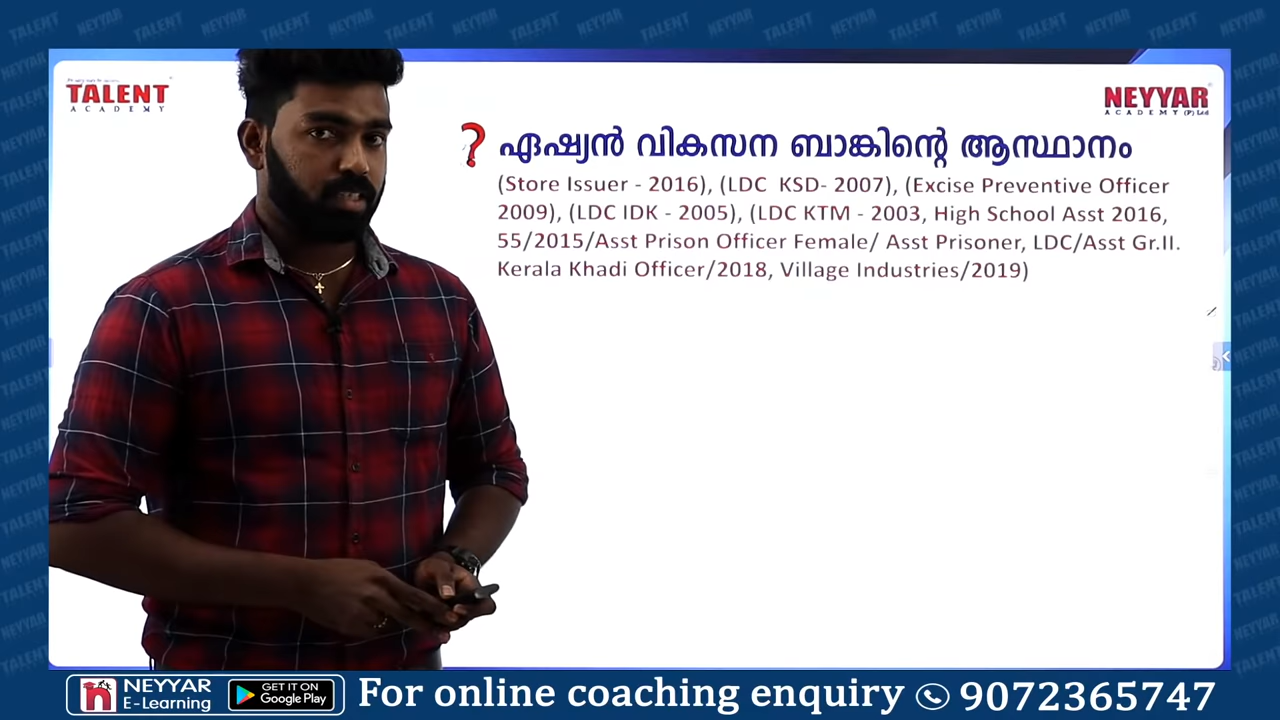 TALENT
ACADEMY
NEYYAR
ACADEMY (P) Ltd
? ഏഷ്യൻ വികസന ബാങ്കിന്റെ ആസ്ഥാനം
(Store Issuer - 2016), (LDC KSD- 2007), (Excise Preventive Officer
2009), (LDC IDK - 2005), (LDC KTM - 2003, High School Asst 2016,
55/2015/Asst Prison Officer Female/ Asst Prisoner, LDC/Asst Gr.II.
Kerala Khadi Officer/2018, Village Industries/2019)
NEYYAR
E-Learning
GET IT ON
Google Play
For online coaching enquiry 9072365747